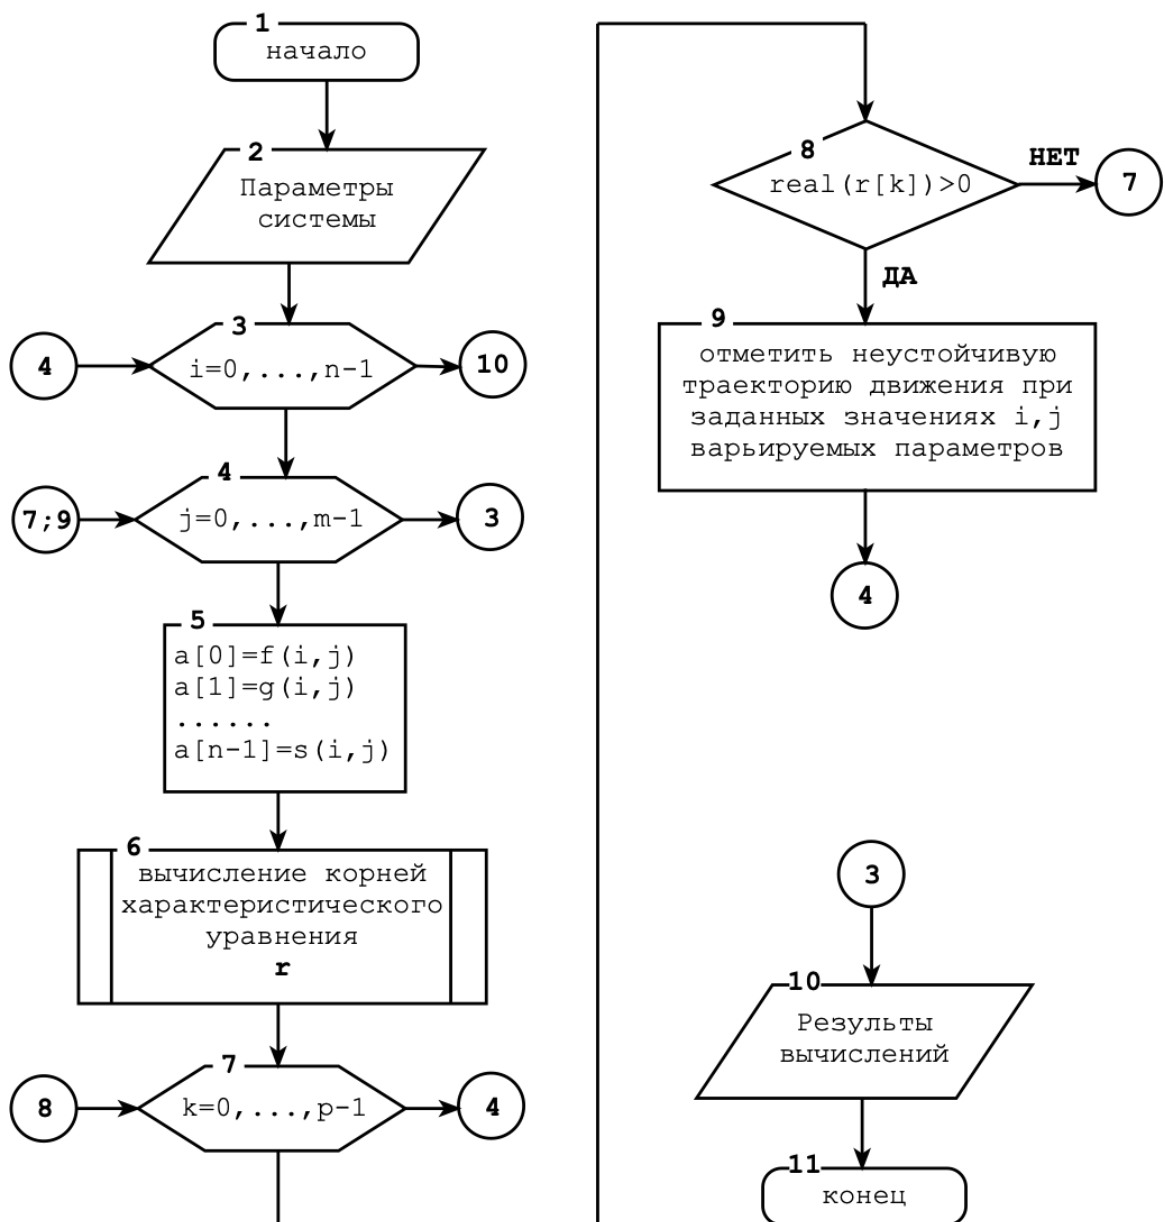 1
начало
2
Параметры
системы
3
4
i=0,...,n-1
10
4
7;9
j=0,...,m-1
3
5
a[0]=f(i,j)
a[1]=g(i,j)
......
a[n-1]=s(i,j)
6
вычисление корней
характеристического
уравнения
r
7
8
k=0,...,p-1
4
8
real(r[k])>0
НЕТ
7
ДА
9
отметить неустойчивую
траекторию движения при
заданных значениях i,j
варьируемых параметров
4
3
10
Результы
вычислений
11
конец